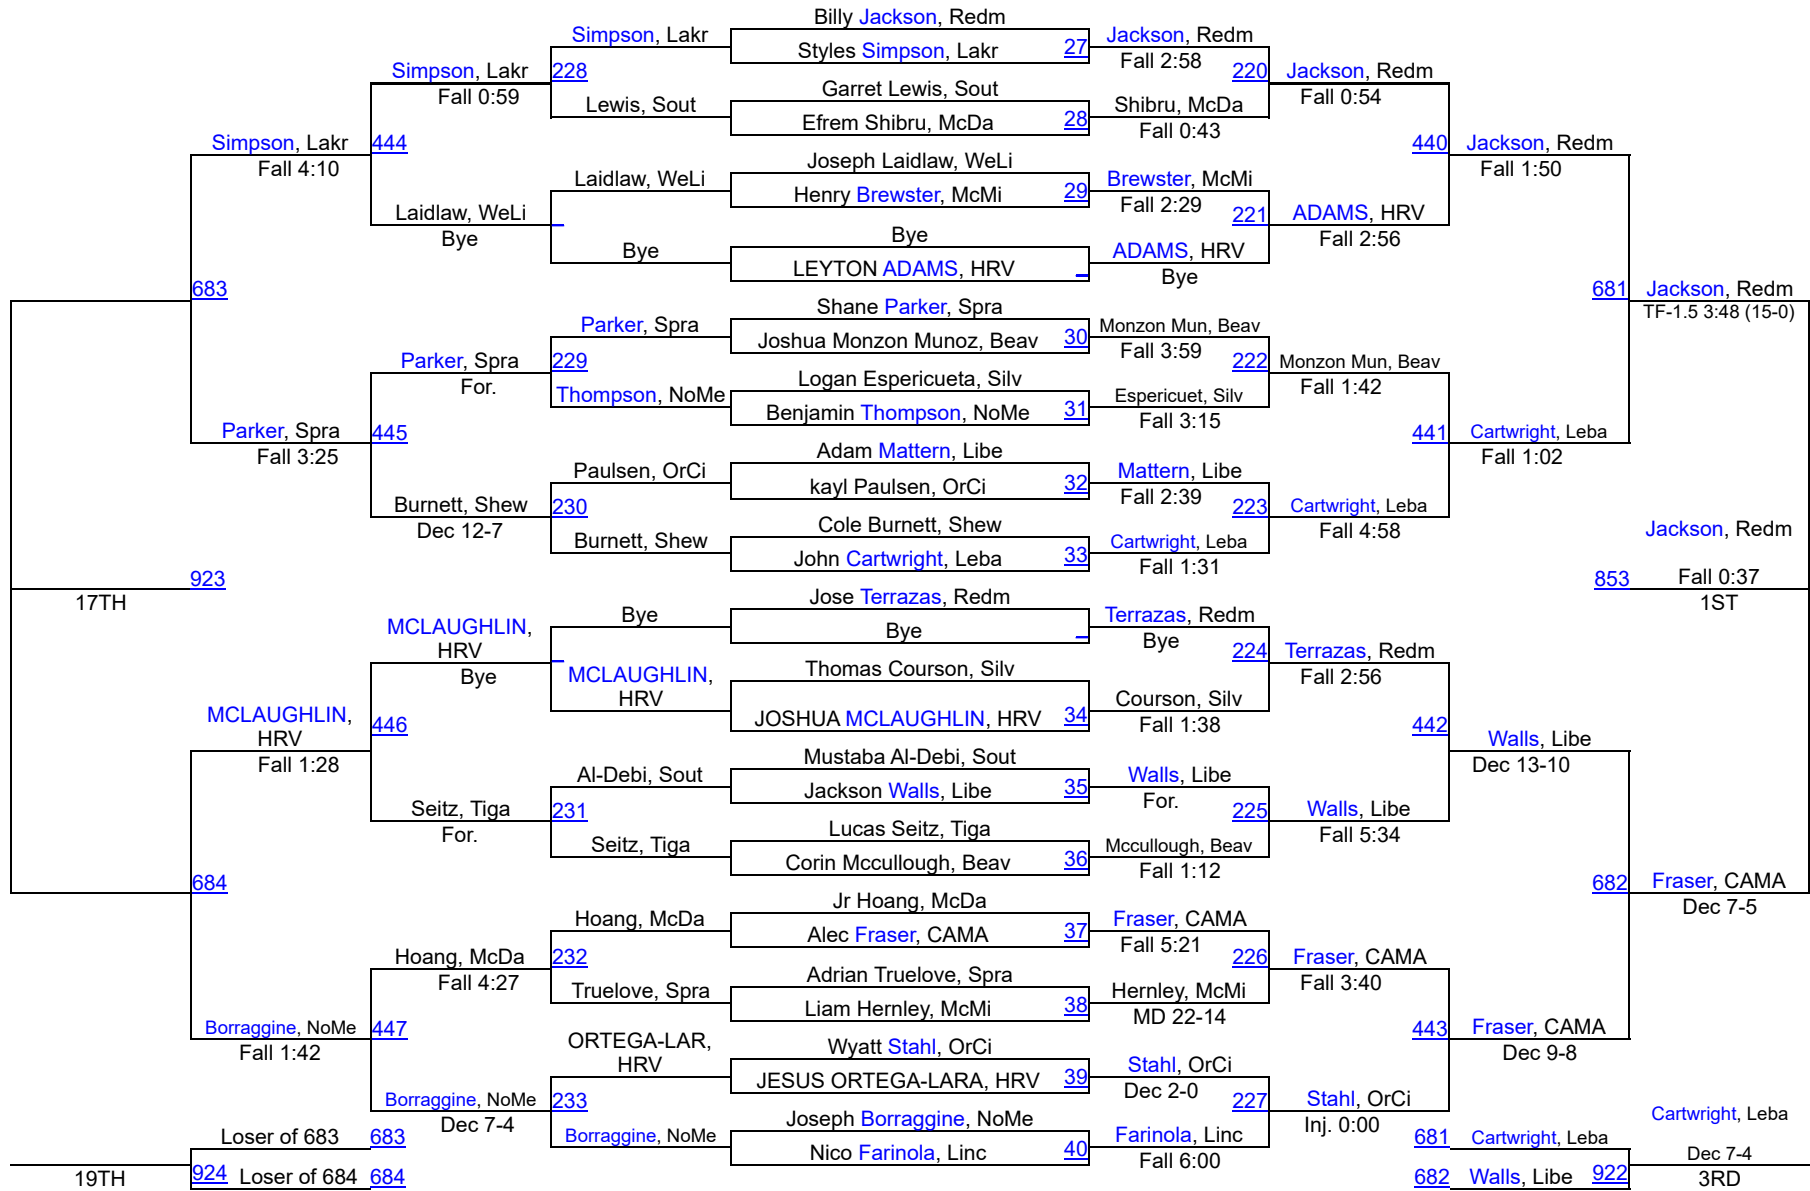 Billy Jackson, Redm
Simpson, Lakr
Styles Simpson, Lakr 27
Jackson, Redm
Fall 2:58
Simpson, Lakr 228
Fall 0:59
220 Jackson, Redm
Fall 0:54
Garret Lewis, Sout
Lewis, Sout
Efrem Shibru, McDa 28
Shibru, McDa
Fall 0:43
Simpson, Lakr 444
Fall 4:10
440 Jackson, Redm
Fall 1:50
Joseph Laidlaw, WeLi
Laidlaw, WeLi
Henry Brewster, McMi 29
Brewster, McMi
Fall 2:29
Laidlaw, WeLi
Bye
221 ADAMS, HRV
Fall 2:56
Bye
Bye
LEYTON ADAMS, HRV
ADAMS, HRV
Bye
683
681 Jackson, Redm
TF-1.5 3:48 (15-0)
Shane Parker, Spra
Parker, Spra
Joshua Monzon Munoz, Beav 30
Monzon Mun, Beav
Fall 3:59
Parker, Spra 229
For.
222 Monzon Mun, Beav
Fall 1:42
Logan Espericueta, Silv
Thompson, NoMe
Benjamin Thompson, NoMe 31
Espericuet, Silv
Fall 3:15
Parker, Spra 445
Fall 3:25
441 Cartwright, Leba
Fall 1:02
Adam Mattern, Libe
Paulsen, OrCi
kayl Paulsen, OrCi 32
Mattern, Libe
Fall 2:39
Burnett, Shew 230
Dec 12-7
223 Cartwright, Leba
Fall 4:58
Cole Burnett, Shew
Burnett, Shew
John Cartwright, Leba 33
Cartwright, Leba
Fall 1:31
Jackson, Redm
923
17TH
853 Fall 0:37
1ST
Jose Terrazas, Redm
Bye
Bye
Terrazas, Redm
Bye
MCLAUGHLIN,
HRV
Bye
224 Terrazas, Redm
Fall 2:56
Thomas Courson, Silv
MCLAUGHLIN,
HRV
JOSHUA MCLAUGHLIN, HRV 34
Courson, Silv
Fall 1:38
MCLAUGHLIN,
HRV
446
Fall 1:28
442 Walls, Libe
Dec 13-10
Mustaba Al-Debi, Sout
Al-Debi, Sout
Jackson Walls, Libe 35
Walls, Libe
For.
Seitz, Tiga 231
For.
225 Walls, Libe
Fall 5:34
Lucas Seitz, Tiga
Seitz, Tiga
Corin Mccullough, Beav 36
Mccullough, Beav
Fall 1:12
684
682 Fraser, CAMA
Dec 7-5
Jr Hoang, McDa
Hoang, McDa
Alec Fraser, CAMA 37
Fraser, CAMA
Fall 5:21
Hoang, McDa 232
Fall 4:27
226 Fraser, CAMA
Fall 3:40
Adrian Truelove, Spra
Truelove, Spra
Liam Hernley, McMi 38
Hernley, McMi
MD 22-14
Borraggine, NoMe 447
Fall 1:42
443 Fraser, CAMA
Dec 9-8
Wyatt Stahl, OrCi
ORTEGA-LAR,
HRV
JESUS ORTEGA-LARA, HRV 39
Stahl, OrCi
Dec 2-0
Borraggine, NoMe 233
Dec 7-4
227 Stahl, OrCi
Inj. 0:00
Joseph Borraggine, NoMe
Borraggine, NoMe
Nico Farinola, Linc 40
Farinola, Linc
Fall 6:00
Loser of 683 683
19TH
924 Loser of 684 684
Cartwright, Leba
681 Cartwright, Leba
Dec 7-4
682 Walls, Libe 922
3RD